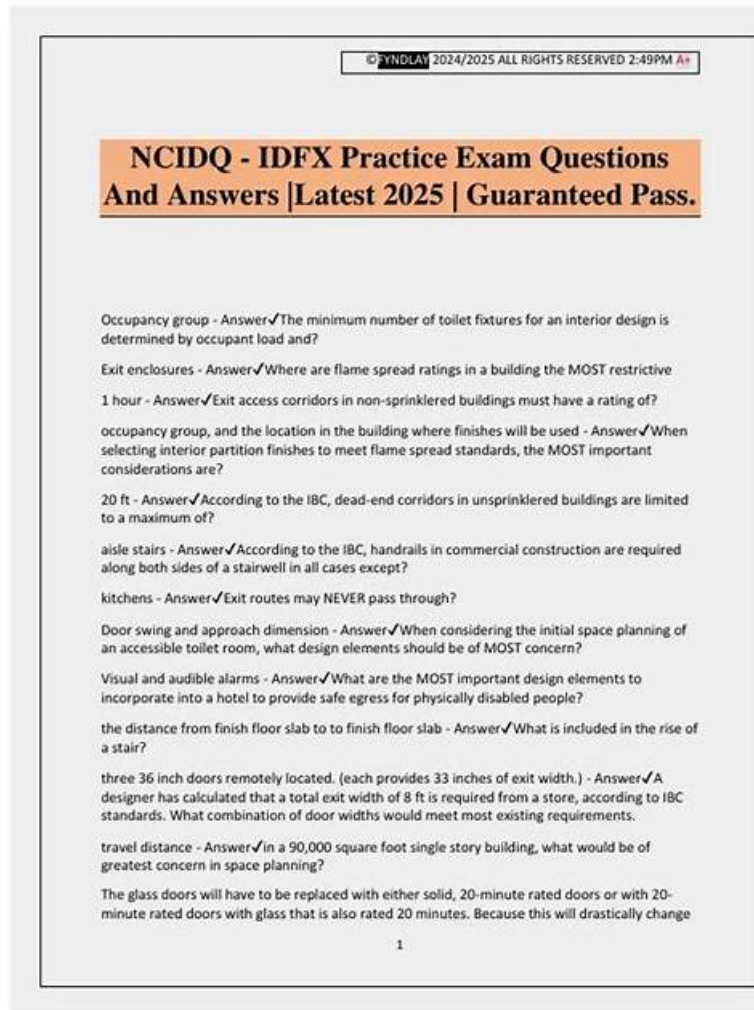 ©FYNDLAY 2024/2025 ALL RIGHTS RESERVED 2:49PM A+
NCIDQ - IDFX Practice Exam Questions
And Answers |Latest 2025 | Guaranteed Pass.
Occupancy group - Answer✓The minimum number of toilet fixtures for an interior design is
determined by occupant load and?
Exit enclosures - Answer✓Where are flame spread ratings in a building the MOST restrictive
1 hour - Answer✓Exit access corridors in non-sprinklered buildings must have a rating of?
occupancy group, and the location in the building where finishes will be used - Answer✓When
selecting interior partition finishes to meet flame spread standards, the MOST important
considerations are?
20 ft - Answer✓According to the IBC, dead-end corridors in unsprinklered buildings are limited
to a maximum of?
aisle stairs - Answer✓According to the IBC, handrails in commercial construction are required
along both sides of a stairwell in all cases except?
kitchens - Answer✓Exit routes may NEVER pass through?
Door swing and approach dimension - Answer✓When considering the initial space planning of
an accessible toilet room, what design elements should be of MOST concern?
Visual and audible alarms - Answer✓What are the MOST important design elements to
incorporate into a hotel to provide safe egress for physically disabled people?
the distance from finish floor slab to to finish floor slab - Answer✓What is included in the rise of
a stair?
three 36 inch doors remotely located. (each provides 33 inches of exit width.) - Answer✓A
designer has calculated that a total exit width of 8 ft is required from a store, according to IBC
standards. What combination of door widths would meet most existing requirements.
travel distance - Answer✓in a 90,000 square foot single story building, what would be of
greatest concern in space planning?
The glass doors will have to be replaced with either solid, 20-minute rated doors or with 20-
minute rated doors with glass that is also rated 20 minutes. Because this will drastically change
1